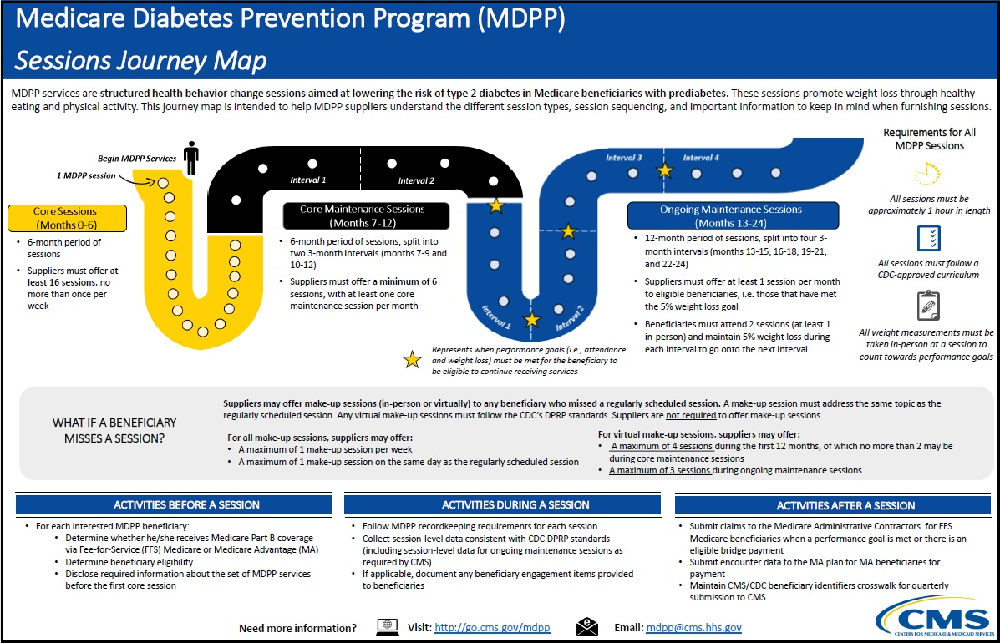 Medicare Diabetes Prevention Program (MDPP)
Sessions Journey Map
MDPP services are structured health behavior change sessions aimed at lowering the risk of type 2 diabetes in Medicare beneficiaries with prediabetes. These sessions promote weight loss through healthy
eating and physical activity. This journey map is intended to help MDPP suppliers understand the different session types, session sequencing, and important information to keep in mind when furnishing sessions.
Begin MDPP Services
1 MDPP session
Core Sessions
(Months 0-6)
• 6-month period of
sessions
• Suppliers must offer at
least 16 sessions, no
more than once per
week
Interval 1
Interval 2
Core Maintenance Sessions
(Months 7-12)
• 6-month period of sessions, split into
two 3-month intervals (months 7-9 and
10-12)
• Suppliers must offer a minimum of 6
sessions, with at least one core
maintenance session per month
Interval 1
Interval 2
Interval 3
Interval 4
Represents when performance goals (i.e., attendance
and weight loss) must be met for the beneficiary to
be eligible to continue receiving services
Ongoing Maintenance Sessions
(Months 13-24)
• 12-month period of sessions, split into four 3-
month intervals (months 13-15, 16-18, 19-21,
and 22-24)
• Suppliers must offer at least 1 session per month
to eligible beneficiaries, i.e. those that have met
the 5% weight loss goal
• Beneficiaries must attend 2 sessions (at least 1
in-person) and maintain 5% weight loss during
each interval to go onto the next interval
Requirements for All
MDPP Sessions
All sessions must be
approximately 1 hour in length
All sessions must follow a
CDC-approved curriculum
All weight measurements must be
taken in-person at a session to
count towards performance goals
WHAT IF A BENEFICIARY
MISSES A SESSION?
Suppliers may offer make-up sessions (in-person or virtually) to any beneficiary who missed a regularly scheduled session. A make-up session must address the same topic as the
regularly scheduled session. Any virtual make-up sessions must follow the CDC's DPRP standards. Suppliers are not required to offer make-up sessions.
For all make-up sessions, suppliers may offer:
• A maximum of 1 make-up session per week
• A maximum of 1 make-up session on the same day as the regularly scheduled session
For virtual make-up sessions, suppliers may offer:
• A maximum of 4 sessions during the first 12 months, of which no more than 2 may be
during core maintenance sessions
• A maximum of 3 sessions during ongoing maintenance sessions
ACTIVITIES BEFORE A SESSION
• For each interested MDPP beneficiary:
• Determine whether he/she receives Medicare Part B coverage
via Fee-for-Service (FFS) Medicare or Medicare Advantage (MA)
• Determine beneficiary eligibility
• Disclose required information about the set of MDPP services
before the first core session
ACTIVITIES DURING A SESSION
• Follow MDPP recordkeeping requirements for each session
• Collect session-level data consistent with CDC DPRP standards
(including session-level data for ongoing maintenance sessions as
required by CMS)
• If applicable, document any beneficiary engagement items provided
to beneficiaries
ACTIVITIES AFTER A SESSION
• Submit claims to the Medicare Administrative Contractors for FFS
Medicare beneficiaries when a performance goal is met or there is an
eligible bridge payment
• Submit encounter data to the MA plan for MA beneficiaries for
payment
• Maintain CMS/CDC beneficiary identifiers crosswalk for quarterly
submission to CMS
Need more information?
Visit: http://go.cms.gov/mdpp
e
Email: mdpp@cms.hhs.gov
CMS
CENTERS FOR MEDICARE & MEDICAID SERVICES